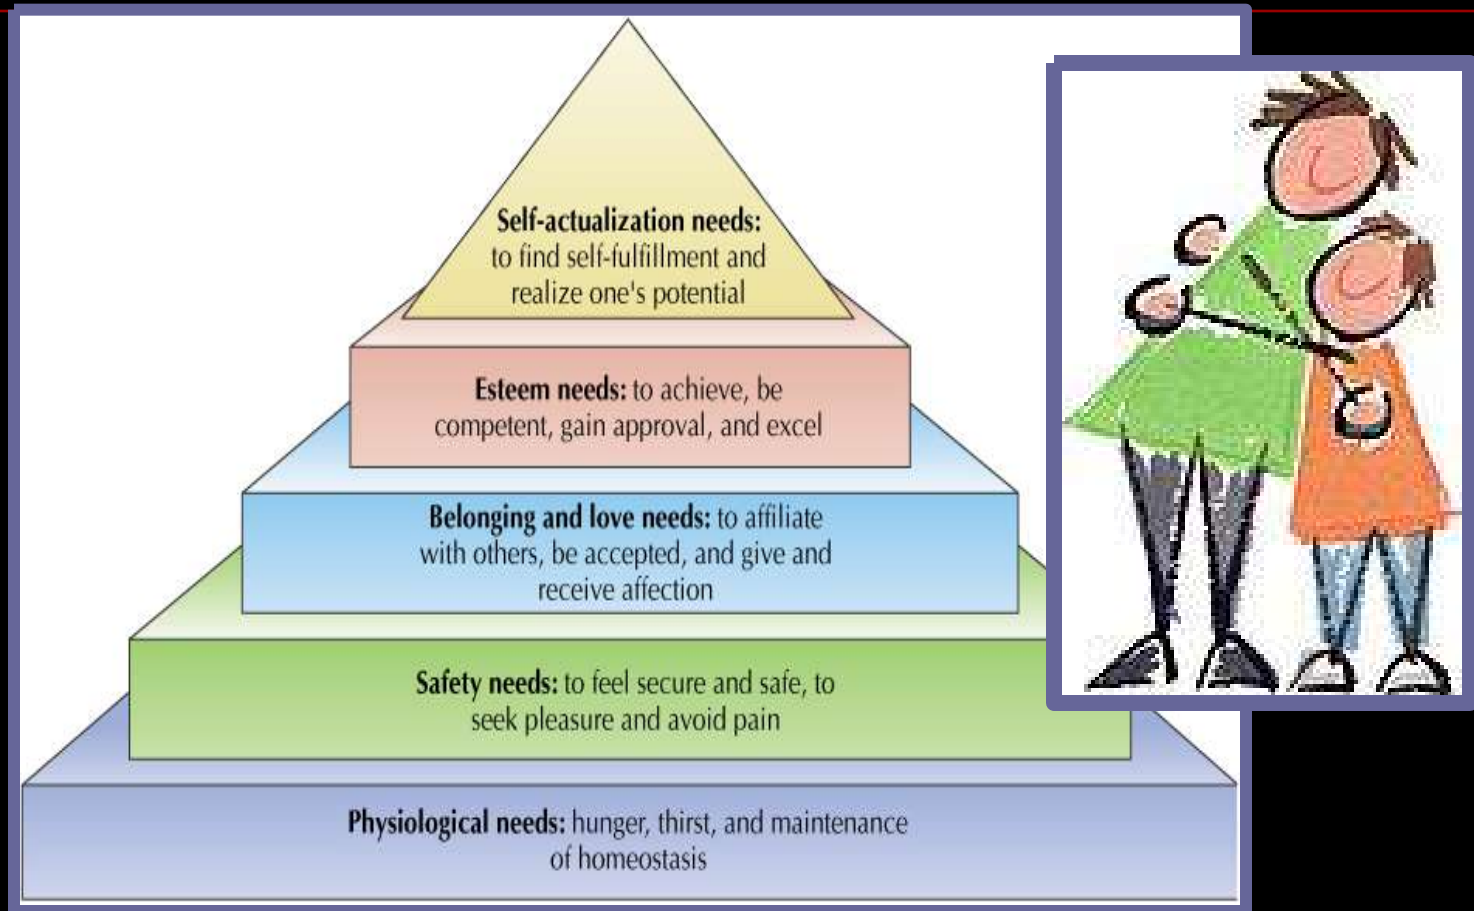 Self-actualization needs:
to find self-fulfillment and
realize one's potential
Esteem needs: to achieve, be
competent, gain approval, and excel
Belonging and love needs: to affiliate
with others, be accepted, and give and
receive affection
Safety needs: to feel secure and safe, to
seek pleasure and avoid pain
Physiological needs: hunger, thirst, and maintenance
of homeostasis